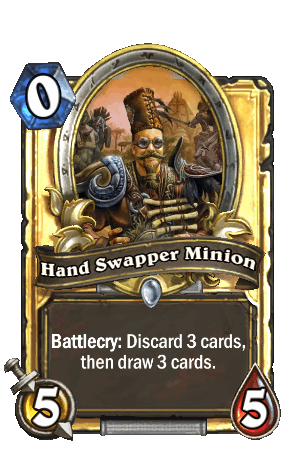 0
Hand Swapper Minion
Battlecry: Discard 3 cards,
then draw 3 cards.
5 5